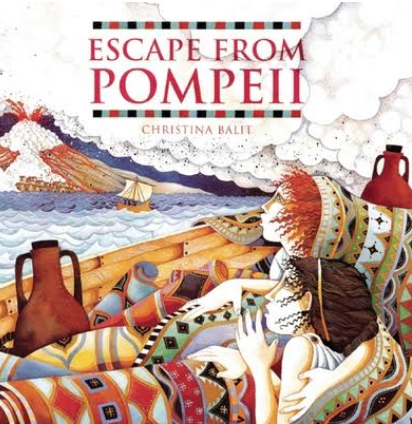 ESCAPE FROM
POMPEII
CHRISTINA BALIT